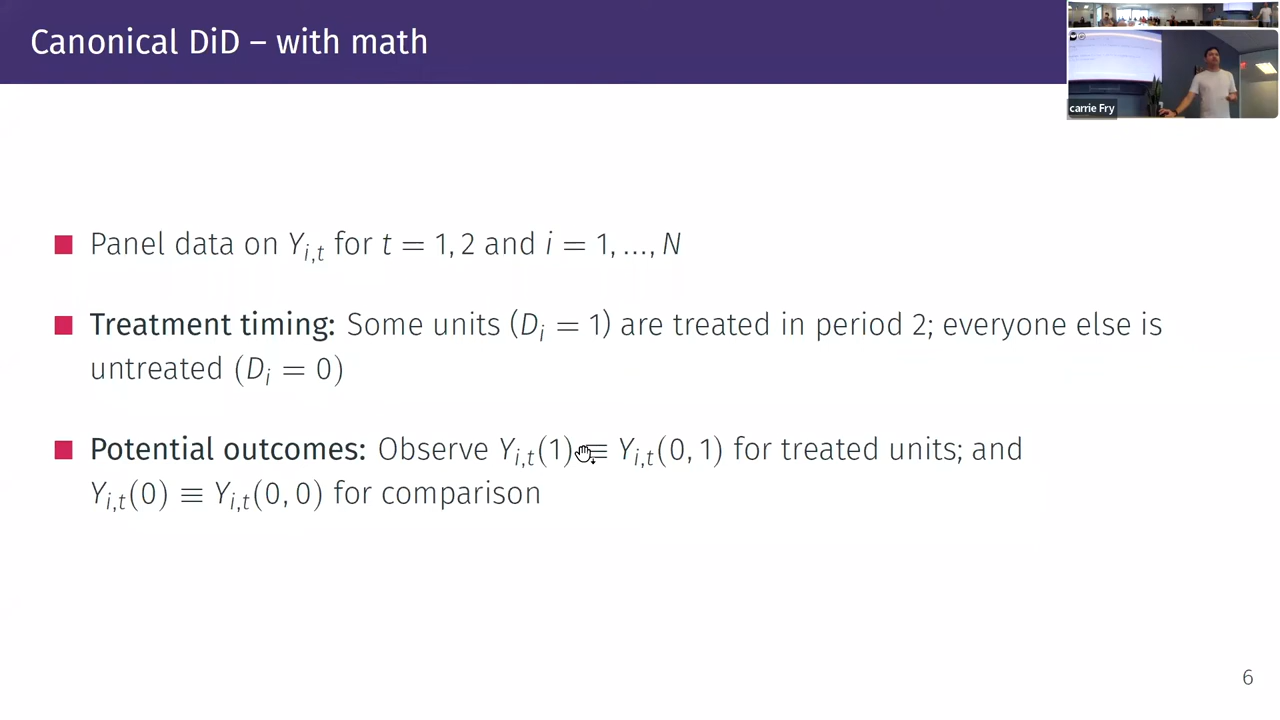 Canonical DiD – with math
carrie Fry
Panel data on Y_{i,t} for t = 1, 2 and i = 1, ..., N
Treatment timing: Some units (D_i = 1) are treated in period 2; everyone else is
untreated (D_i = 0)
Potential outcomes: Observe Y_{i,t}(1) ≡ Y_{i,t}(0, 1) for treated units; and
Y_{i,t}(0) ≡ Y_{i,t}(0, 0) for comparison
6